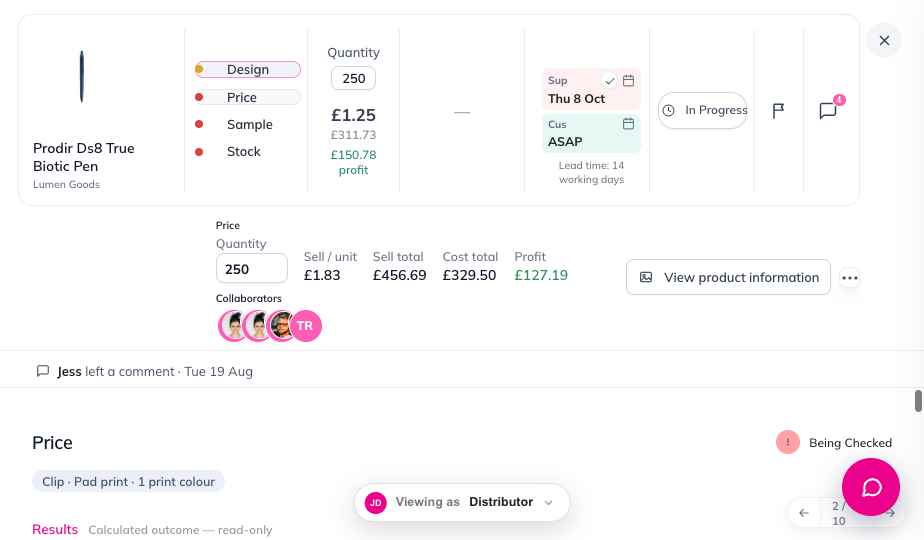 Prodir Ds8 True
Biotic Pen
Lumen Goods
Design
Price
Sample
Stock
Quantity
250
£1.25
£311.73
£150.78
profit
—
Sup
Thu 8 Oct
Cus
ASAP
Lead time: 14
working days
In Progress
4
Price
Quantity
250
Sell / unit
£1.83
Sell total
£456.69
Cost total
£329.50
Profit
£127.19
View product information
Collaborators
TR
Jess left a comment · Tue 19 Aug
Price
! Being Checked
Clip · Pad print · 1 print colour
JD Viewing as Distributor
2 /
10
Results Calculated outcome — read-only